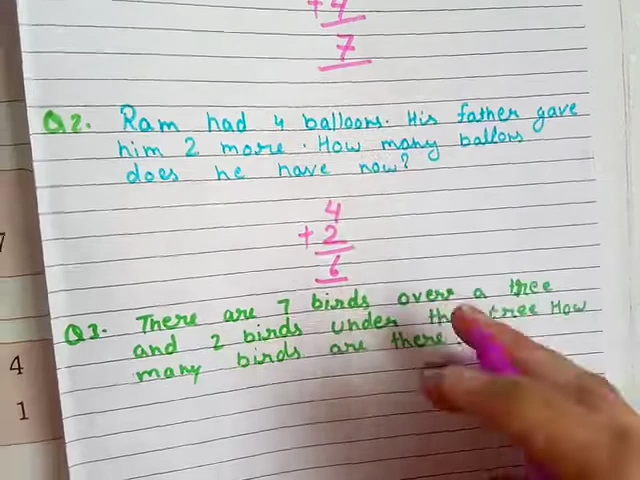 + 4
7
Q2. Ram had 4 balloons. His father gave
him 2 more. How many ballons
does he have now?
4
+ 2
6
Q3. There are 7 birds over a tree
and 2 birds under the tree How
many birds are there
7
4
1